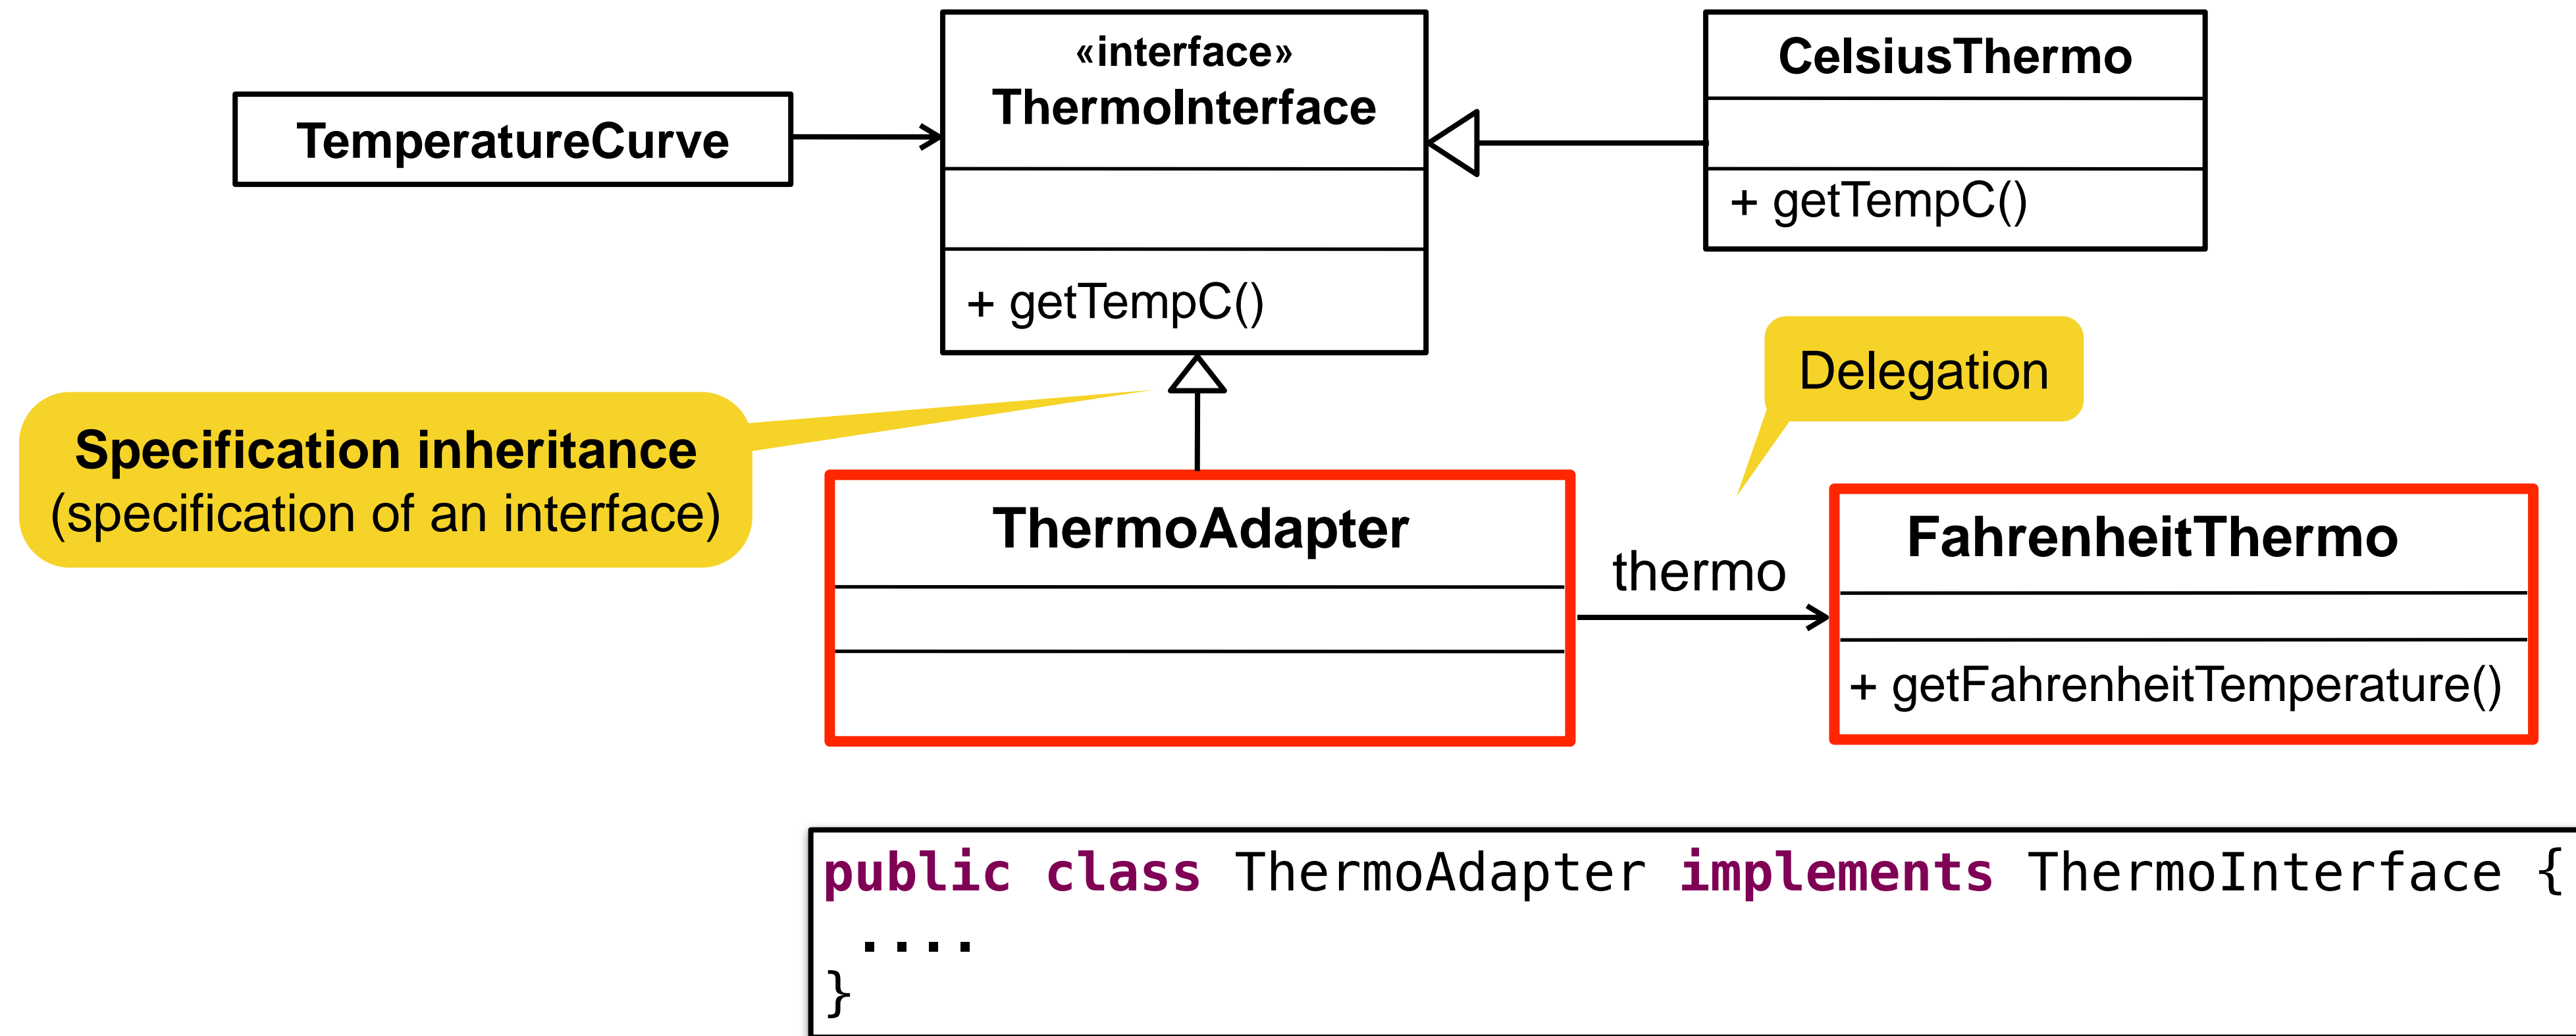 «interface»
ThermoInterface
+ getTempC()
CelsiusThermo
+ getTempC()
TemperatureCurve
Specification inheritance
(specification of an interface)
Delegation
ThermoAdapter
thermo
FahrenheitThermo
+ getFahrenheitTemperature()
public class ThermoAdapter implements ThermoInterface {
....
}